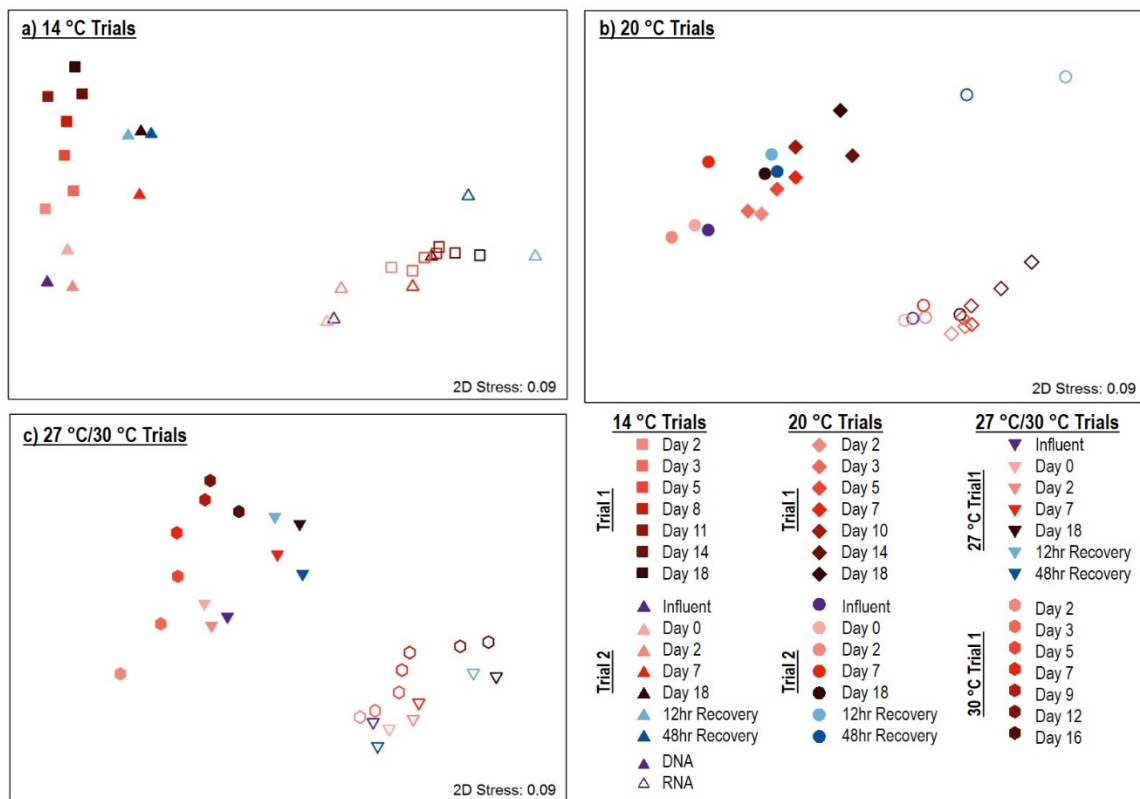 a) 14 °C Trials
2D Stress: 0.09
b) 20 °C Trials
2D Stress: 0.09
c) 27 °C/30 °C Trials
2D Stress: 0.09
14 °C Trials
Trial 1
Day 2
Day 3
Day 5
Day 8
Day 11
Day 14
Day 18
Trial 2
Influent
Day 0
Day 2
Day 7
Day 18
12hr Recovery
48hr Recovery
DNA
RNA
20 °C Trials
Trial 1
Day 2
Day 3
Day 5
Day 7
Day 10
Day 14
Day 18
Trial 2
Influent
Day 0
Day 2
Day 7
Day 18
12hr Recovery
48hr Recovery
27 °C/30 °C Trials
27 °C Trial1
Influent
Day 0
Day 2
Day 7
Day 18
12hr Recovery
48hr Recovery
30 °C Trial 1
Day 2
Day 3
Day 5
Day 7
Day 9
Day 12
Day 16